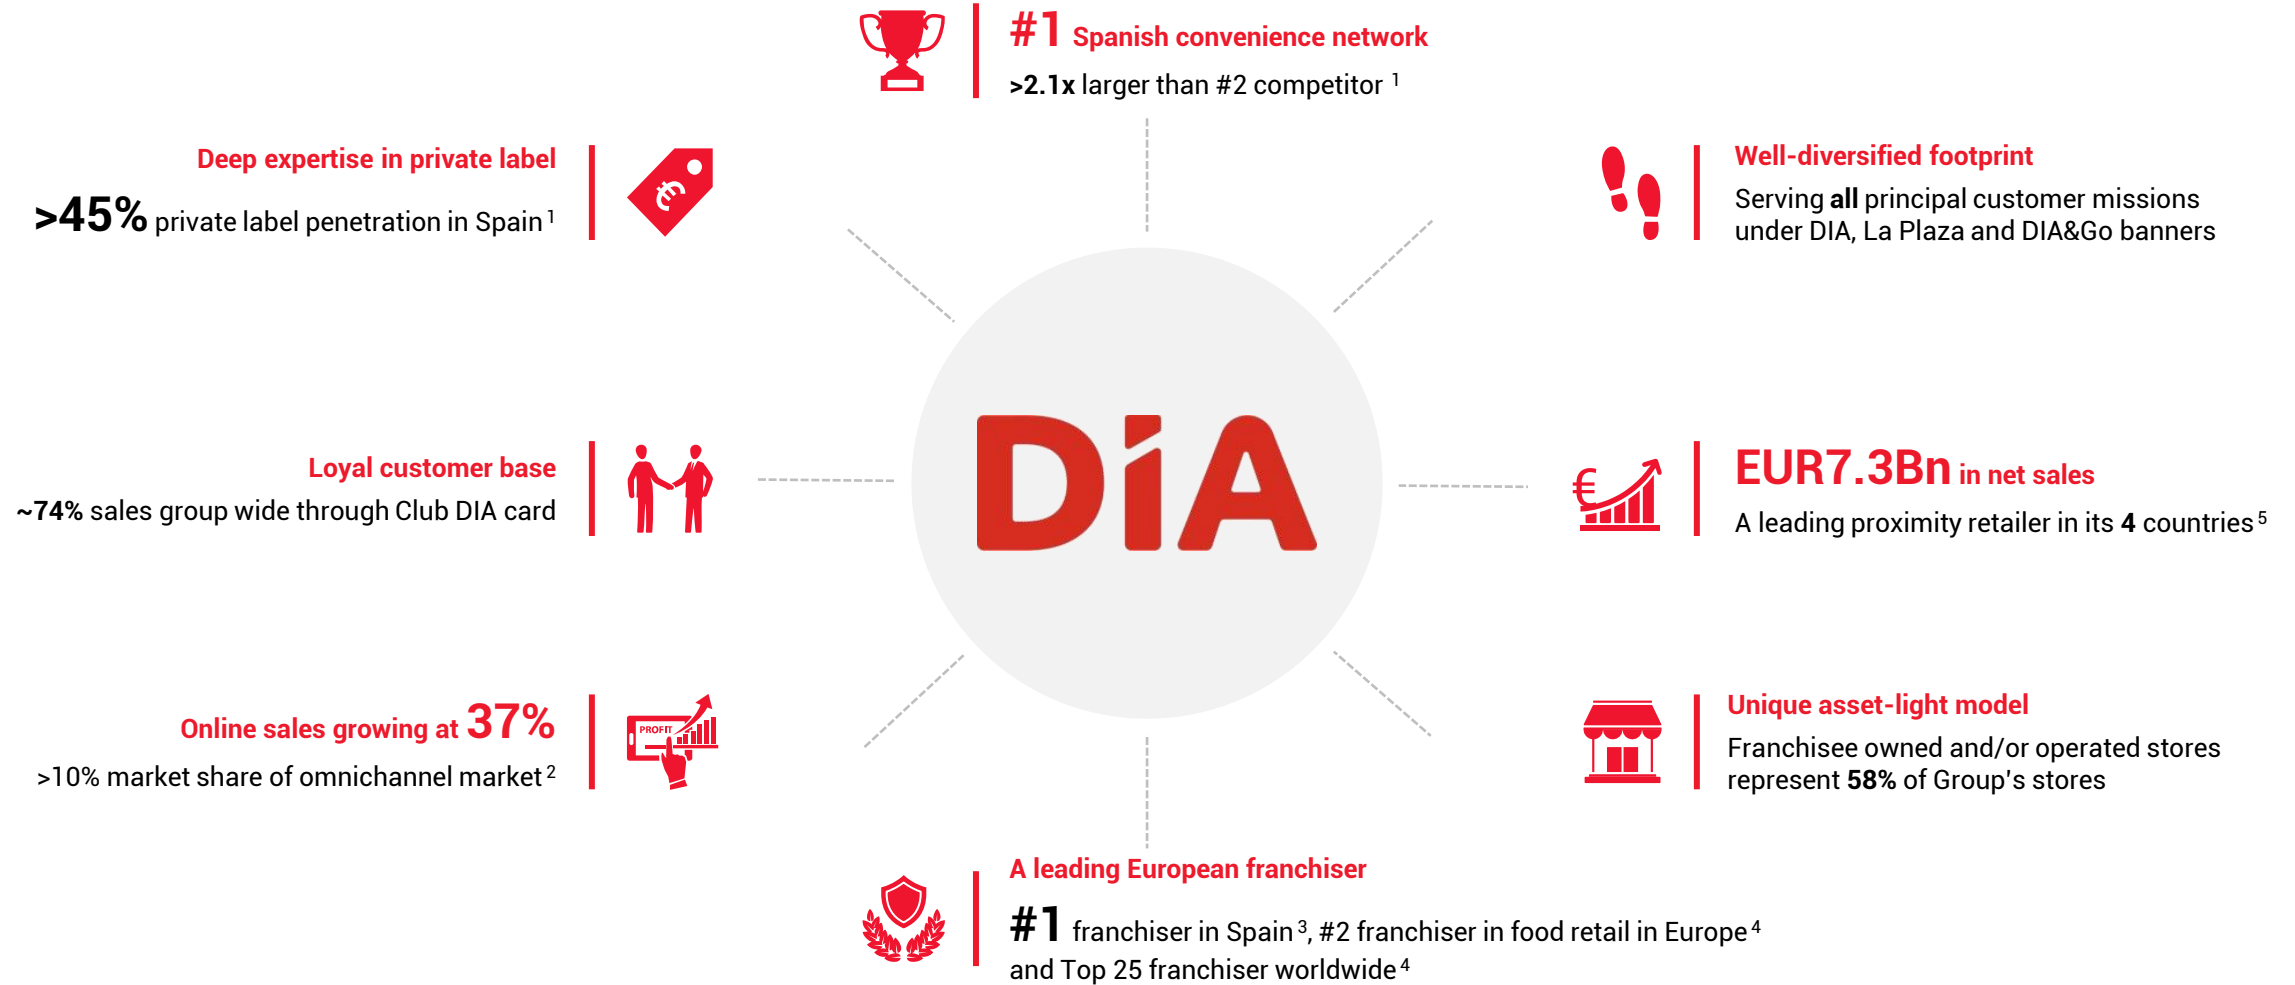 #1 Spanish convenience network
>2.1x larger than #2 competitor 1
Deep expertise in private label
>45% private label penetration in Spain 1
Well-diversified footprint
Serving all principal customer missions
under DIA, La Plaza and DIA&Go banners
Loyal customer base
~74% sales group wide through Club DIA card
DiA
EUR7.3Bn in net sales
A leading proximity retailer in its 4 countries 5
Online sales growing at 37%
>10% market share of omnichannel market 2
PROFIT
Unique asset-light model
Franchisee owned and/or operated stores
represent 58% of Group's stores
A leading European franchiser
#1 franchiser in Spain 3, #2 franchiser in food retail in Europe 4
and Top 25 franchiser worldwide 4